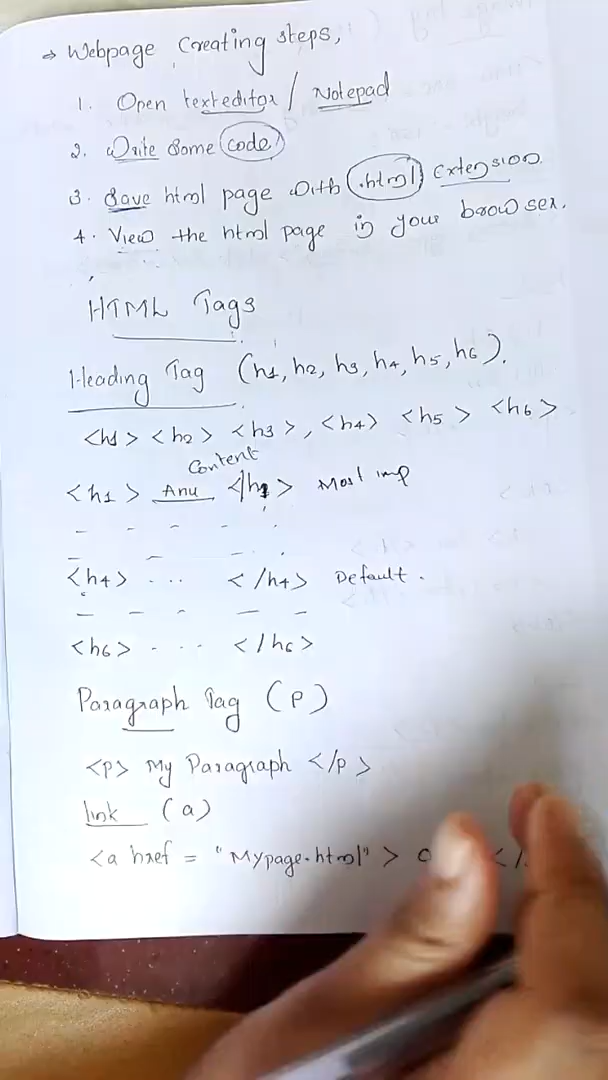 → Webpage Creating steps,
1. Open texteditor / Notepad
2. Write Some code
3. Save html page with .html extension.
4. View the html page in your browser.
HTML Tags
Heading Tag (h1, h2, h3, h4, h5, h6).
<h1> <h2> <h3>, <h4> <h5> <h6>
Content
<h1> Anu </h1> Most imp
<h4> ... </h4> Default.
<h6> . . . </h6>
Paragraph Tag (P)
<p> My Paragraph </p>
link (a)
<a href = "Mypage.html" > </